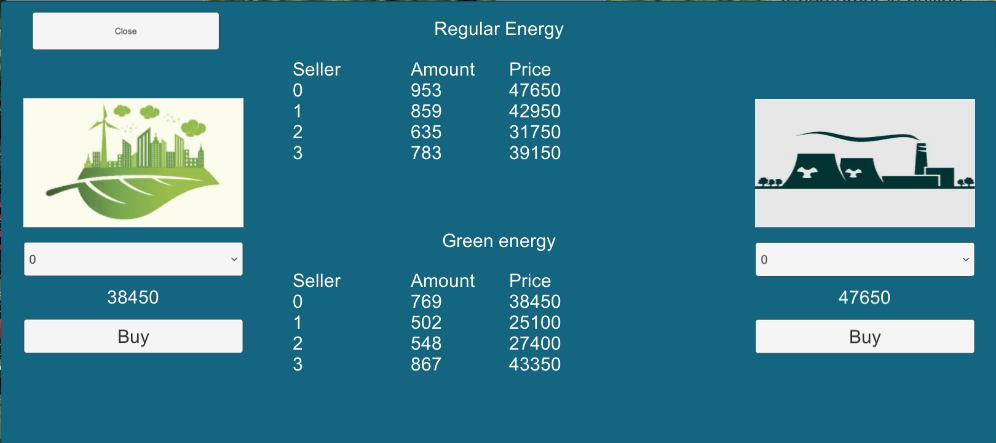 Close
Regular Energy
Seller Amount Price
0 953 47650
1 859 42950
2 635 31750
3 783 39150
Green energy
Seller Amount Price
0 769 38450
1 502 25100
2 548 27400
3 867 43350
0
38450
Buy
0
47650
Buy